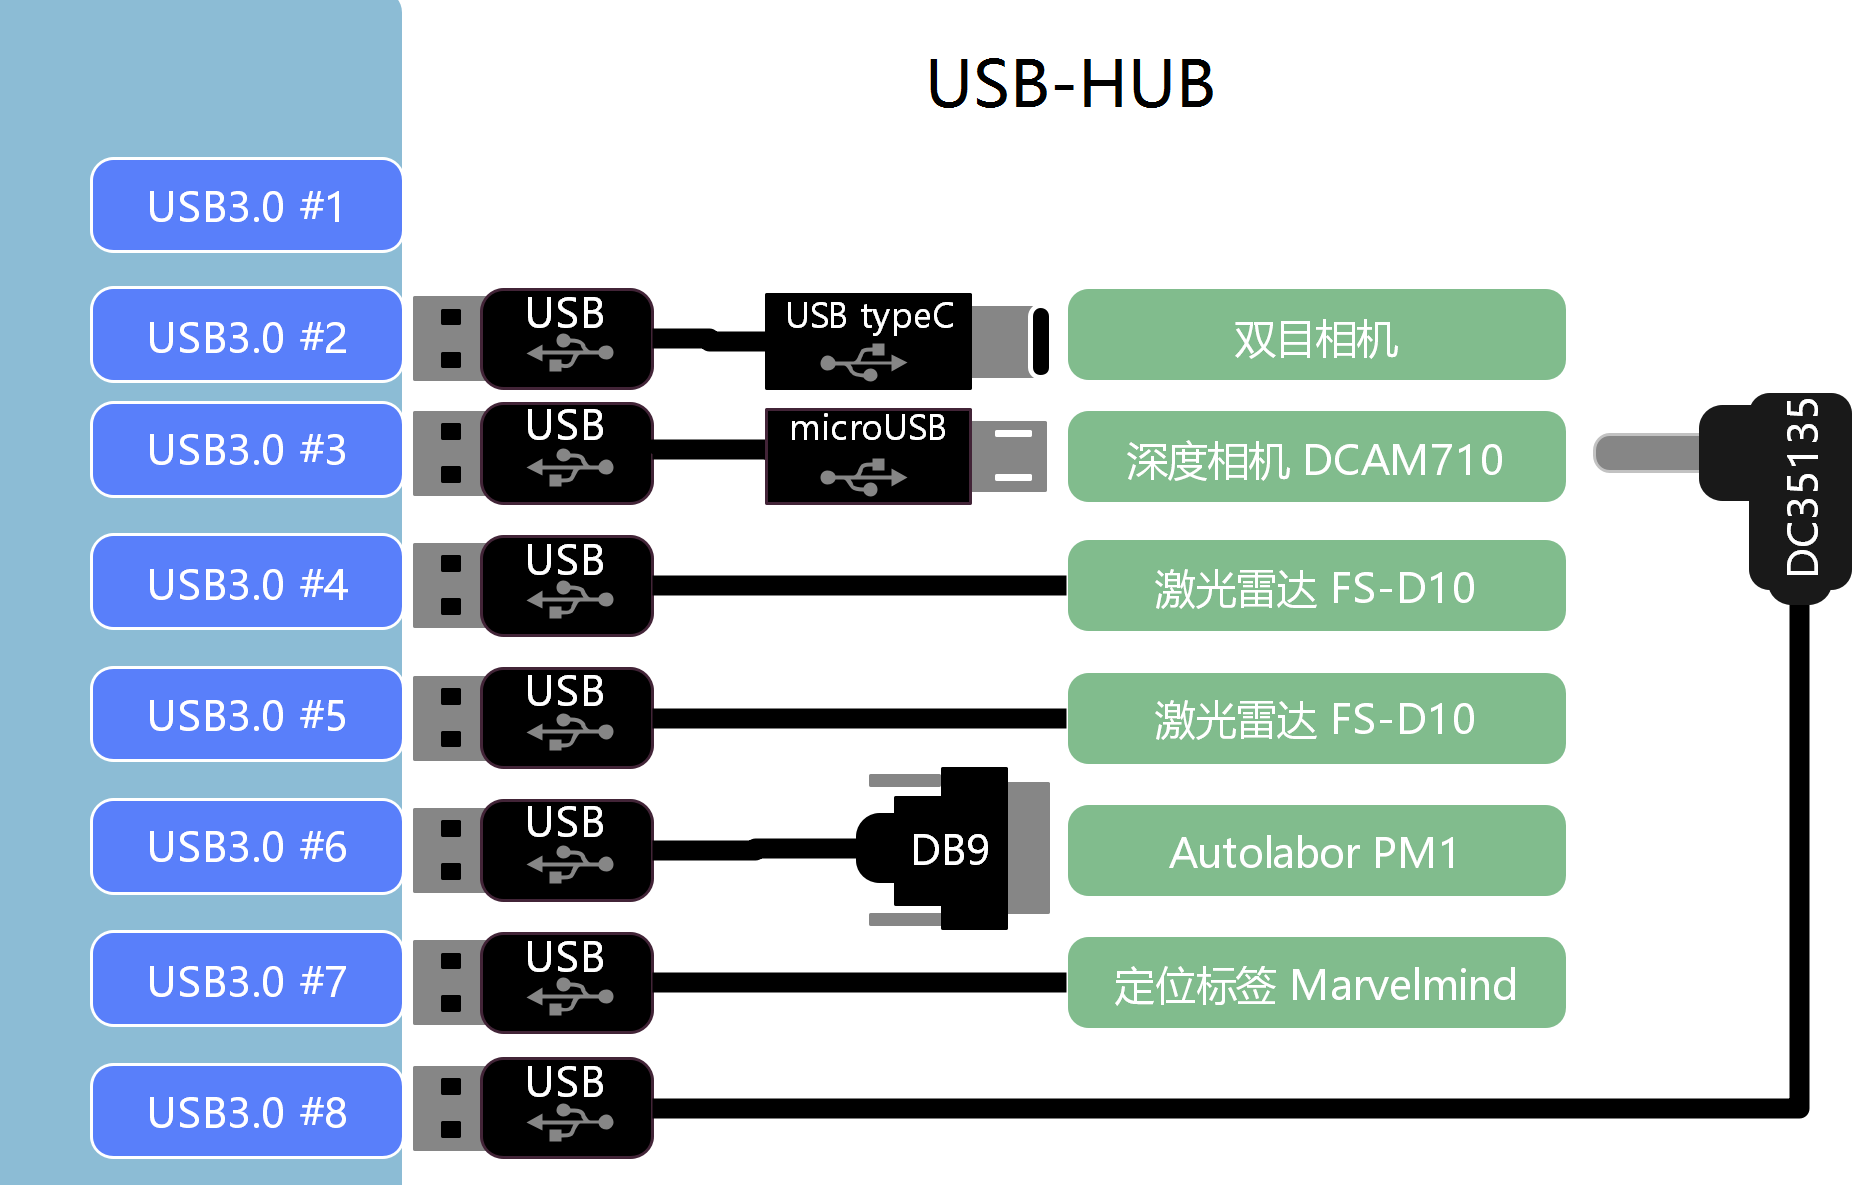 USB-HUB
USB3.0 #1
USB3.0 #2
USB
USB typeC
双目相机
USB3.0 #3
USB
microUSB
深度相机 DCAM710
DC35135
USB3.0 #4
USB
激光雷达 FS-D10
USB3.0 #5
USB
激光雷达 FS-D10
USB3.0 #6
USB
DB9
Autolabor PM1
USB3.0 #7
USB
定位标签 Marvelmind
USB3.0 #8
USB